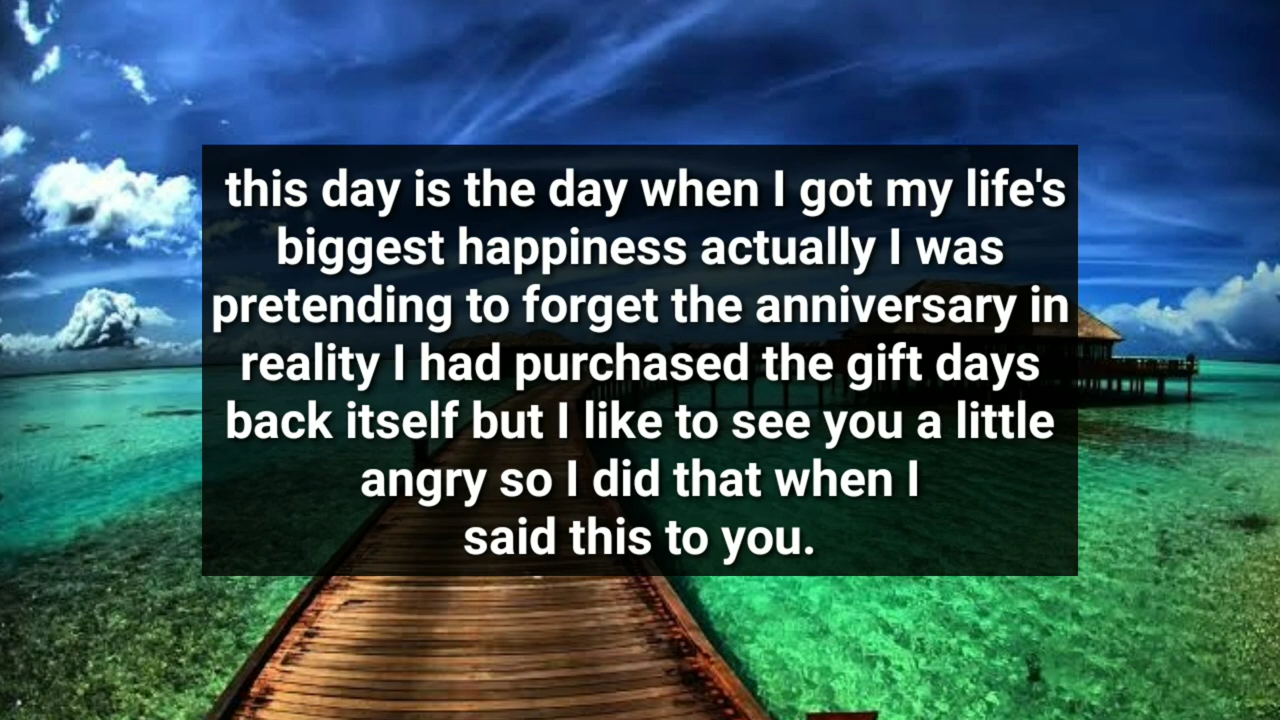 this day is the day when I got my life's
biggest happiness actually I was
pretending to forget the anniversary in
reality I had purchased the gift days
back itself but I like to see you a little
angry so I did that when I
said this to you.